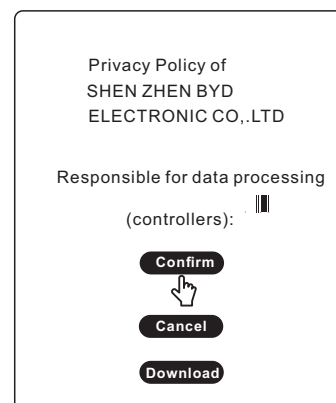 Privacy Policy of
SHEN ZHEN BYD
ELECTRONIC CO,.LTD
Responsible for data processing
(controllers):
Confirm
Cancel
Download